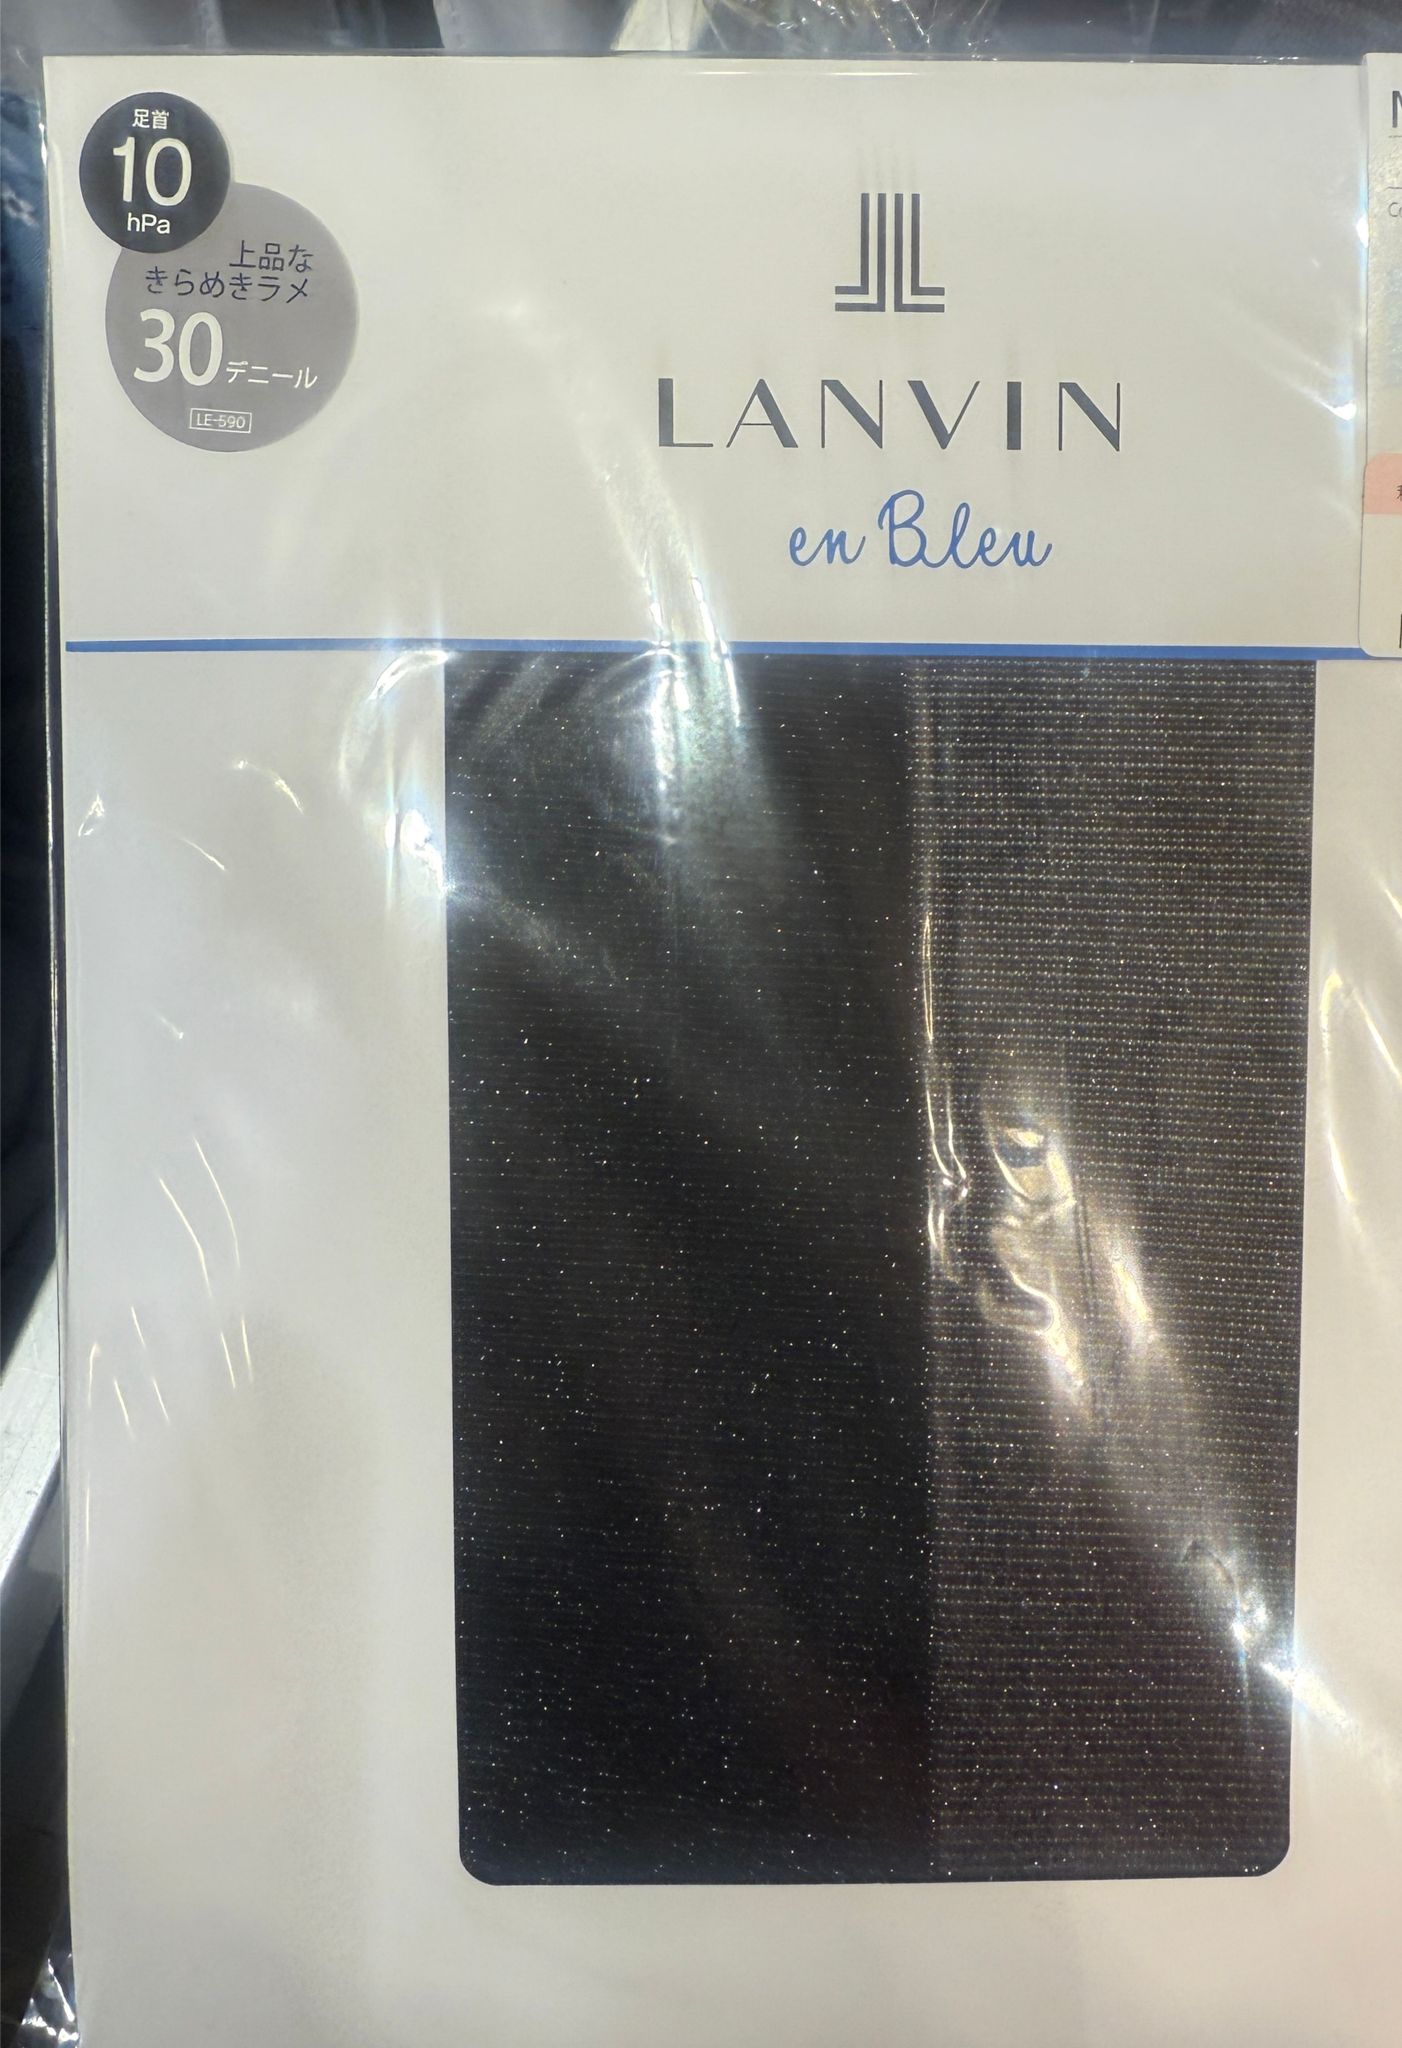 足首
10
hPa
上品な
きらめきラメ
30デニール
LE-590
LANVIN
en Bleu